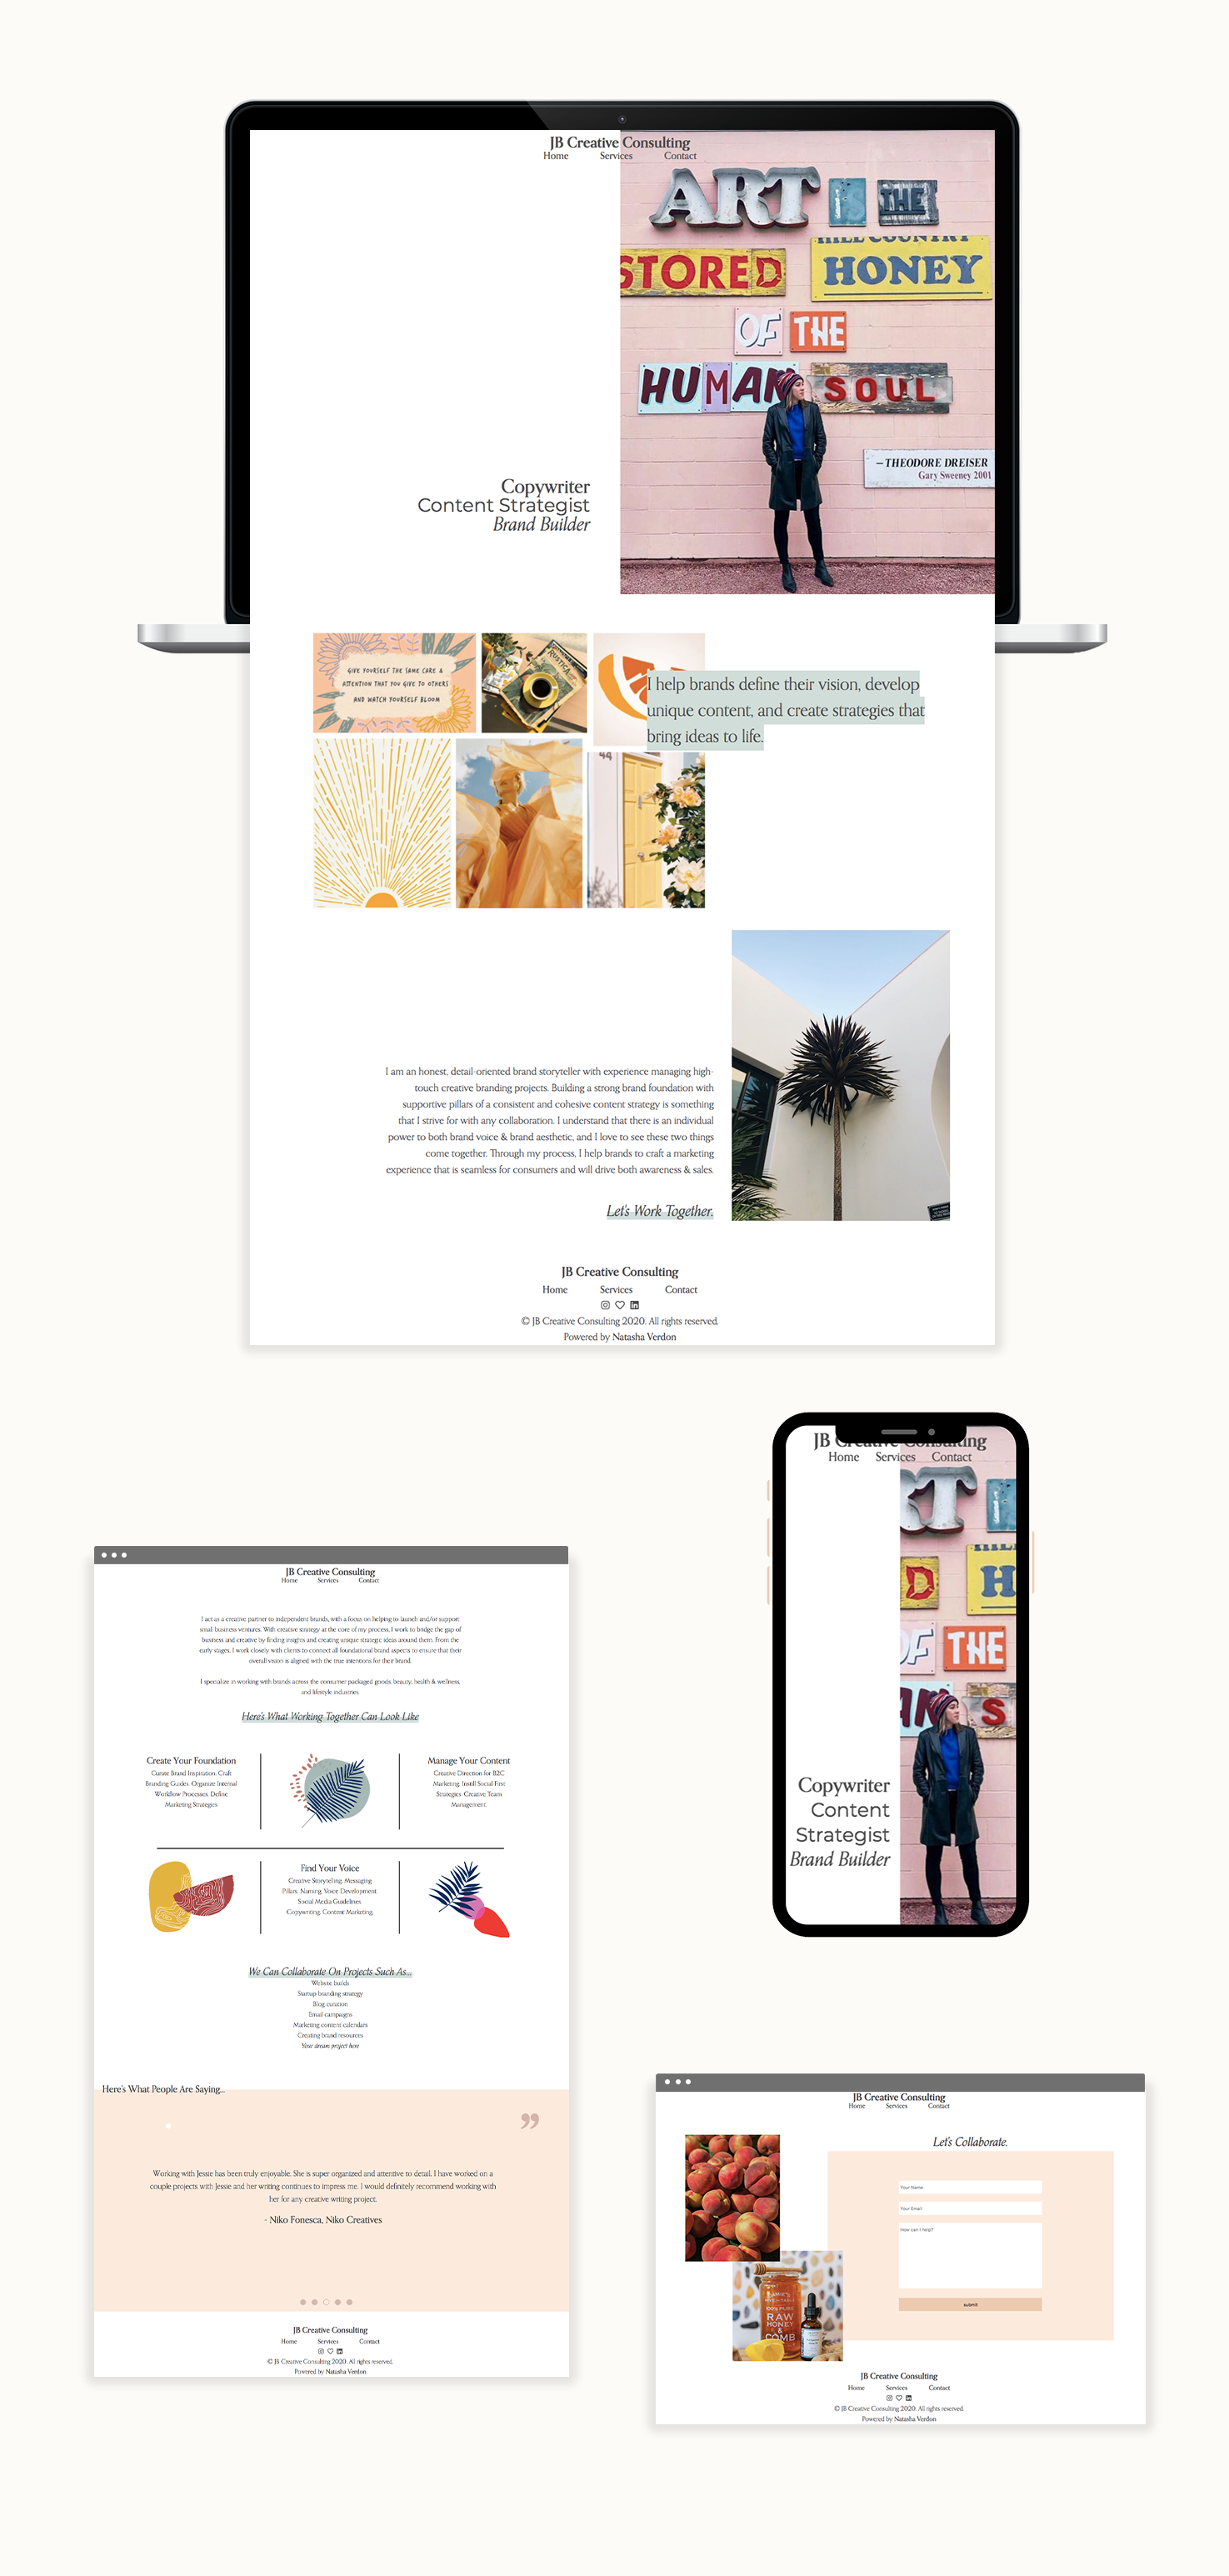 JB Creative Consulting
Home Services Contact
ART IS THE
STORED HILL COUNTRY HONEY
OF THE
HUMAN SOUL
— THEODORE DREISER
Gary Sweeney 2001
Copywriter
Content Strategist
Brand Builder
GIVE YOURSELF THE SAME CARE &
ATTENTION THAT YOU GIVE TO OTHERS
AND WATCH YOURSELF BLOOM
RUSTICA
44
I help brands define their vision, develop
unique content, and create strategies that
bring ideas to life.
I am an honest, detail-oriented brand storyteller with experience managing high-
touch creative branding projects. Building a strong brand foundation with
supportive pillars of a consistent and cohesive content strategy is something
that I strive for with any collaboration. I understand that there is an individual
power to both brand voice & brand aesthetic, and I love to see these two things
come together. Through my process, I help brands to craft a marketing
experience that is seamless for consumers and will drive both awareness & sales.
Let's Work Together.
JB Creative Consulting
Home Services Contact
© JB Creative Consulting 2020. All rights reserved.
Powered by Natasha Verdon
JB Creative Consulting
Home Services Contact
RT
D H
OF THE
AN S
Copywriter
Content
Strategist
Brand Builder
JB Creative Consulting
Home Services Contact
I act as a creative partner to independent brands, with a focus on helping to launch and/or support
small business ventures. With creative strategy at the core of my process, I work to bridge the gap of
business and creative by finding insights and creating unique strategic ideas around them. From the
early stages, I work closely with clients to connect all foundational brand aspects to ensure that their
overall vision is aligned with the true intentions for their brand.
I specialize in working with brands across the consumer packaged goods, beauty, health & wellness,
and lifestyle industries.
Here's What Working Together Can Look Like
Create Your Foundation
Curate Brand Inspiration. Craft
Branding Guides. Organize Internal
Workflow Processes. Define
Marketing Strategies
Manage Your Content
Creative Direction for B2C
Marketing. Instill Social First
Strategies. Creative Team
Management.
Find Your Voice
Creative Storytelling. Messaging
Pillars. Naming. Voice Development.
Social Media Guidelines.
Copywriting. Content Marketing.
We Can Collaborate On Projects Such As...
Website builds
Startup branding strategy
Blog curation
Email campaigns
Marketing content calendars
Creating brand resources
Your dream project here
Here's What People Are Saying...
”
Working with Jessie has been truly enjoyable. She is super organized and attentive to detail. I have worked on a
couple projects with Jessie and her writing continues to impress me. I would definitely recommend working with
her for any creative writing project.
- Niko Fonesca, Niko Creatives
JB Creative Consulting
Home Services Contact
© JB Creative Consulting 2020. All rights reserved.
Powered by Natasha Verdon
JB Creative Consulting
Home Services Contact
Let's Collaborate.
Your Name
Your Email
How can I help?
submit
100% PURE
RAW
HONEY
&
COMB
JB Creative Consulting
Home Services Contact
© JB Creative Consulting 2020. All rights reserved.
Powered by Natasha Verdon